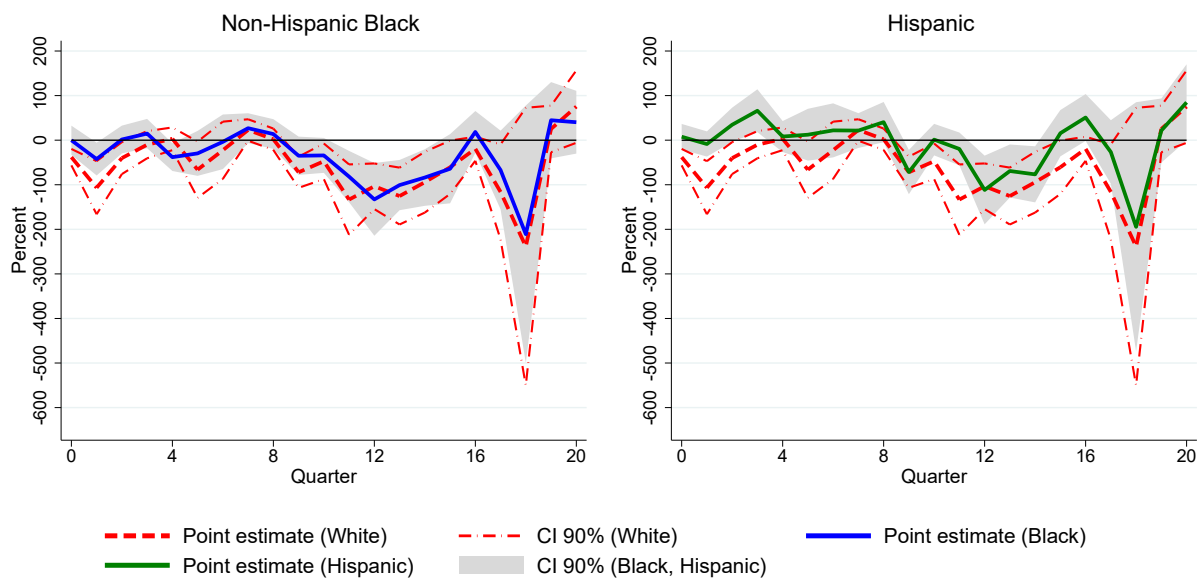 Non-Hispanic Black
Hispanic
Percent
200
100
0
-100
-200
-300
-400
-500
-600
0 4 8 12 16 20
Quarter
Percent
200
100
0
-100
-200
-300
-400
-500
-600
0 4 8 12 16 20
Quarter
Point estimate (White)
CI 90% (White)
Point estimate (Black)
Point estimate (Hispanic)
CI 90% (Black, Hispanic)